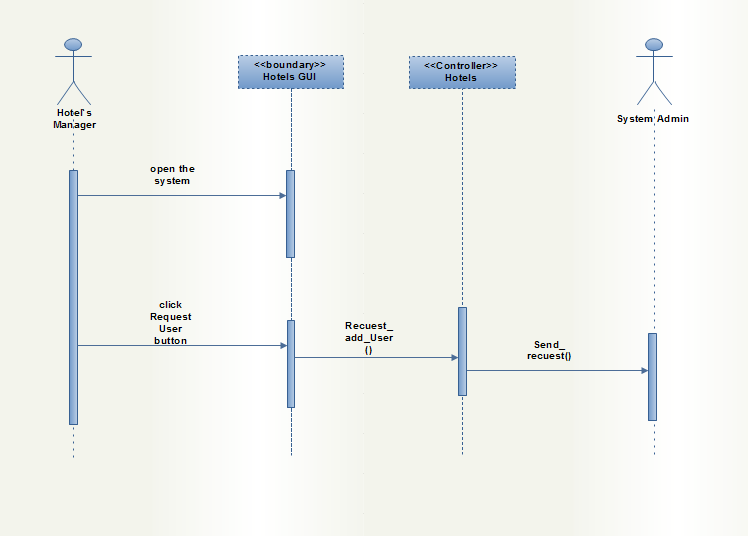 <<boundary>>
Hotels GUI
<<Controller>>
Hotels
Hotel's
Manager
System Admin
open the
system
click
Request
User
button
Recuest_
add_User
()
Send_
recuest()